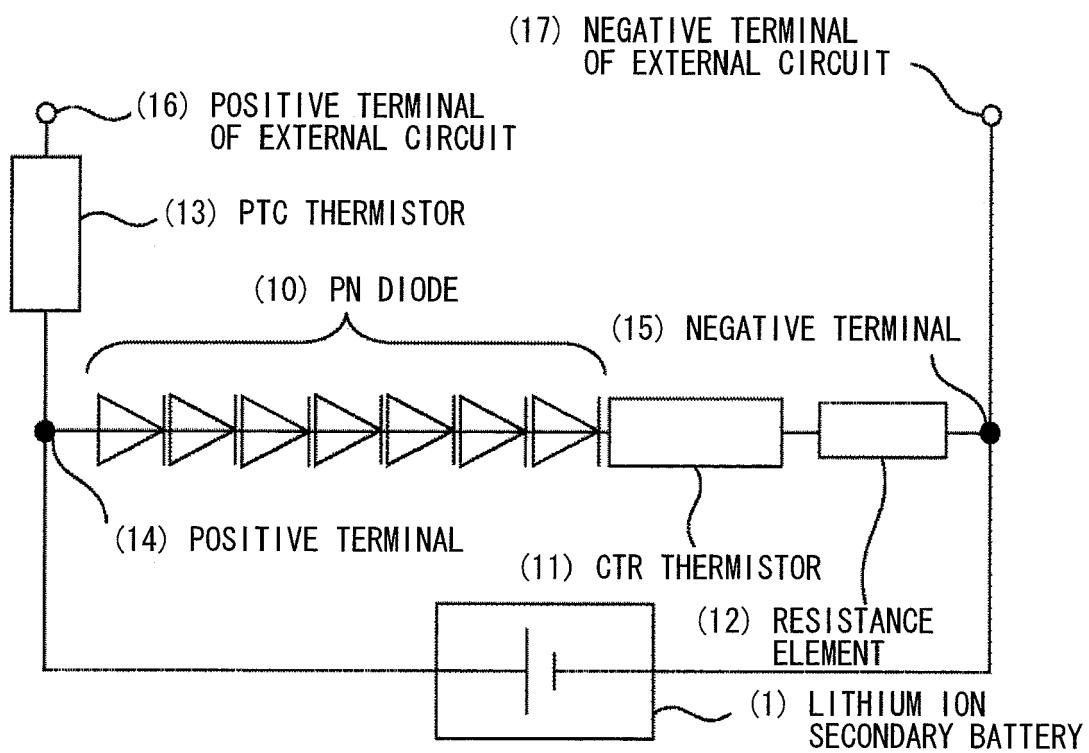 (17) NEGATIVE TERMINAL
OF EXTERNAL CIRCUIT
(16) POSITIVE TERMINAL
OF EXTERNAL CIRCUIT
(13) PTC THERMISTOR
(10) PN DIODE
(15) NEGATIVE TERMINAL
(14) POSITIVE TERMINAL
(11) CTR THERMISTOR
(12) RESISTANCE
ELEMENT
(1) LITHIUM ION
SECONDARY BATTERY